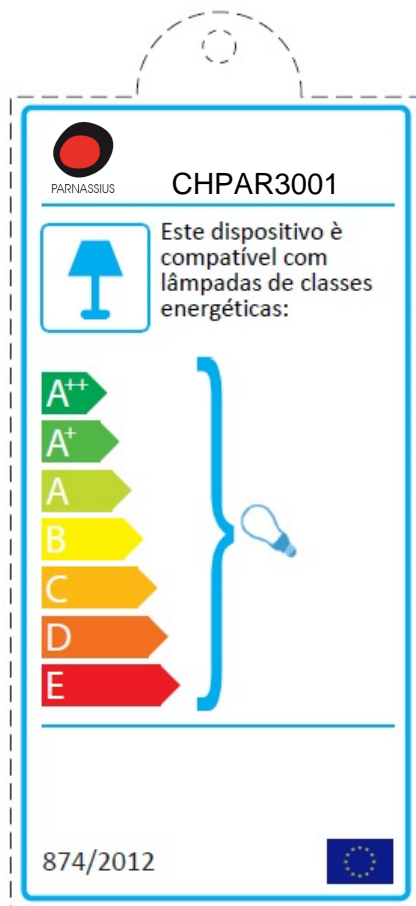 PARNASSIUS
CHPAR3001
Este dispositivo è
compatível com
lâmpadas de classes
energéticas:
A++
A+
A
B
C
D
E
874/2012